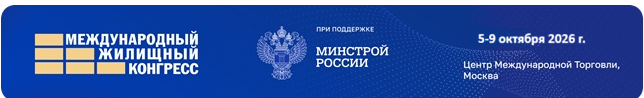 МЕЖДУНАРОДНЫЙ
ЖИЛИЩНЫЙ
КОНГРЕСС
ПРИ ПОДДЕРЖКЕ
МИНСТРОЙ
РОССИИ
5-9 октября 2026 г.
Центр Международной Торговли,
Москва